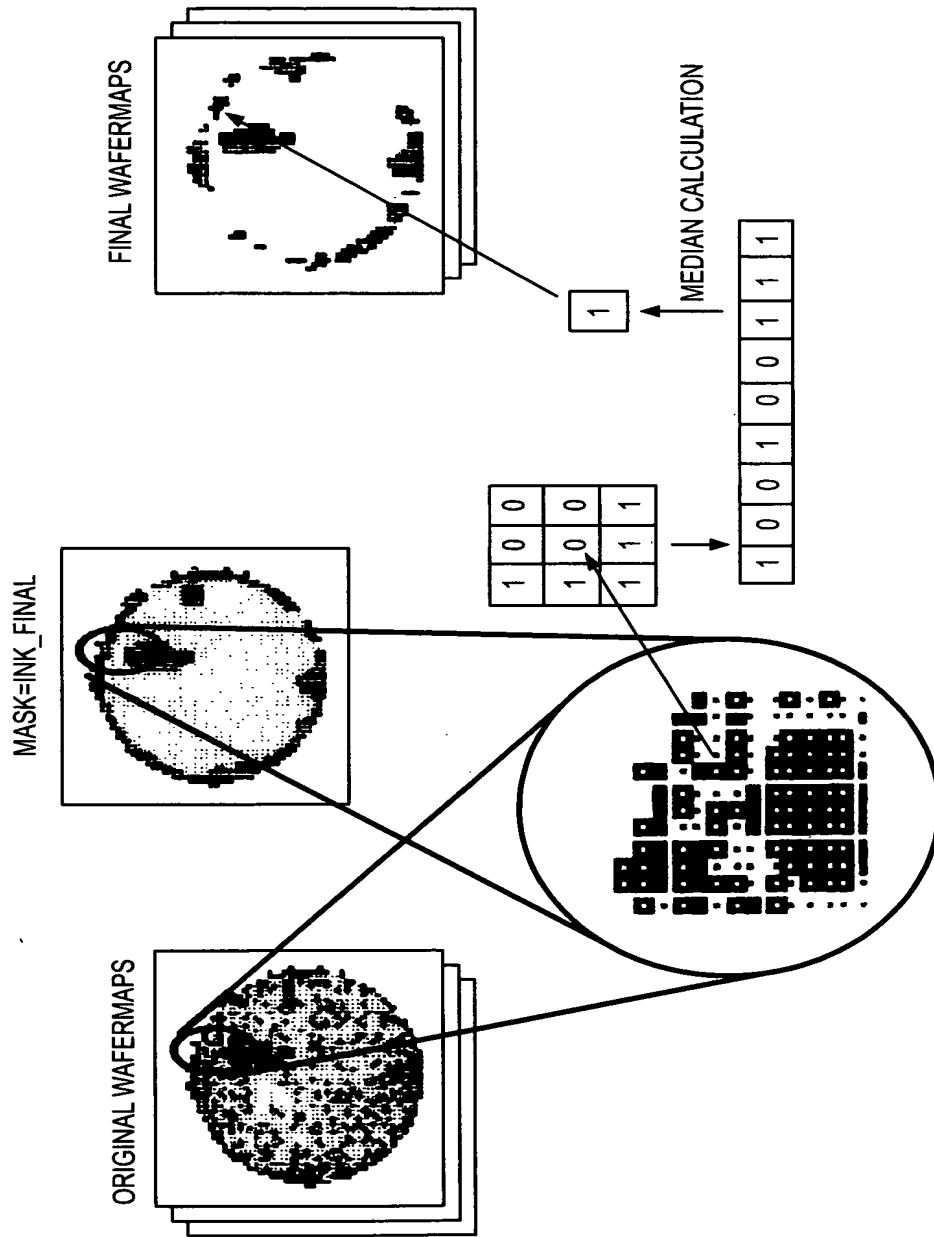 MASK=INK_FINAL
ORIGINAL WAFERMAPS
FINAL WAFERMAPS
1 0 0
1 0 0
1 1 1
1
MEDIAN CALCULATION
1 0 0 1 0 0 1 1 1